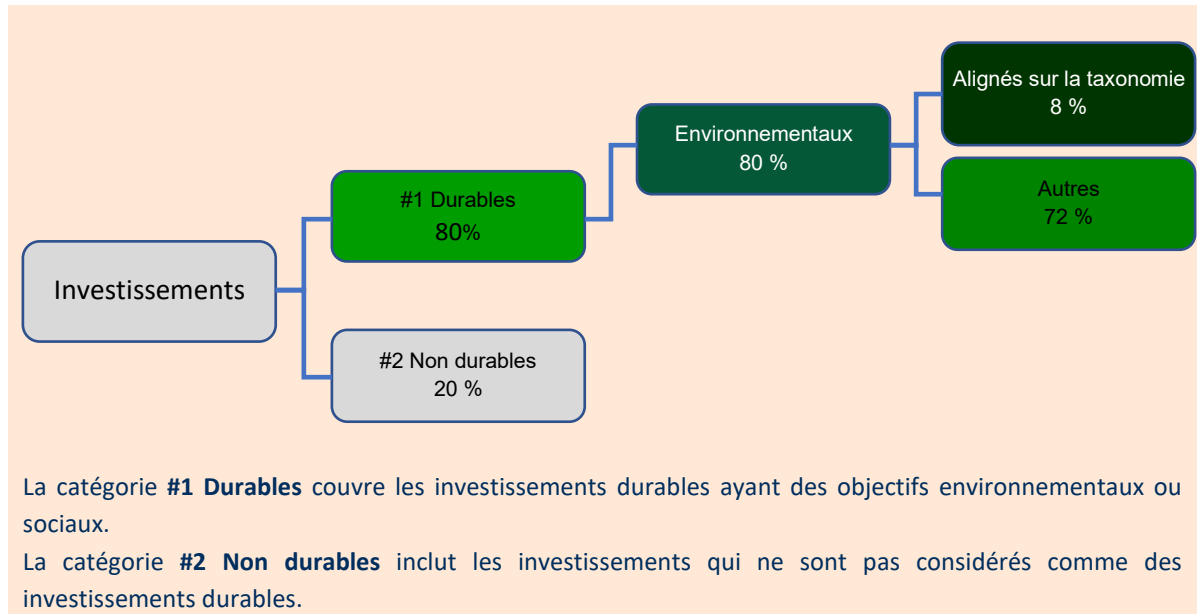 Alignés sur la taxonomie
8 %
Environnementaux
80 %
Autres
72 %
#1 Durables
80%
Investissements
#2 Non durables
20 %
La catégorie #1 Durables couvre les investissements durables ayant des objectifs environnementaux ou
sociaux.
La catégorie #2 Non durables inclut les investissements qui ne sont pas considérés comme des
investissements durables.